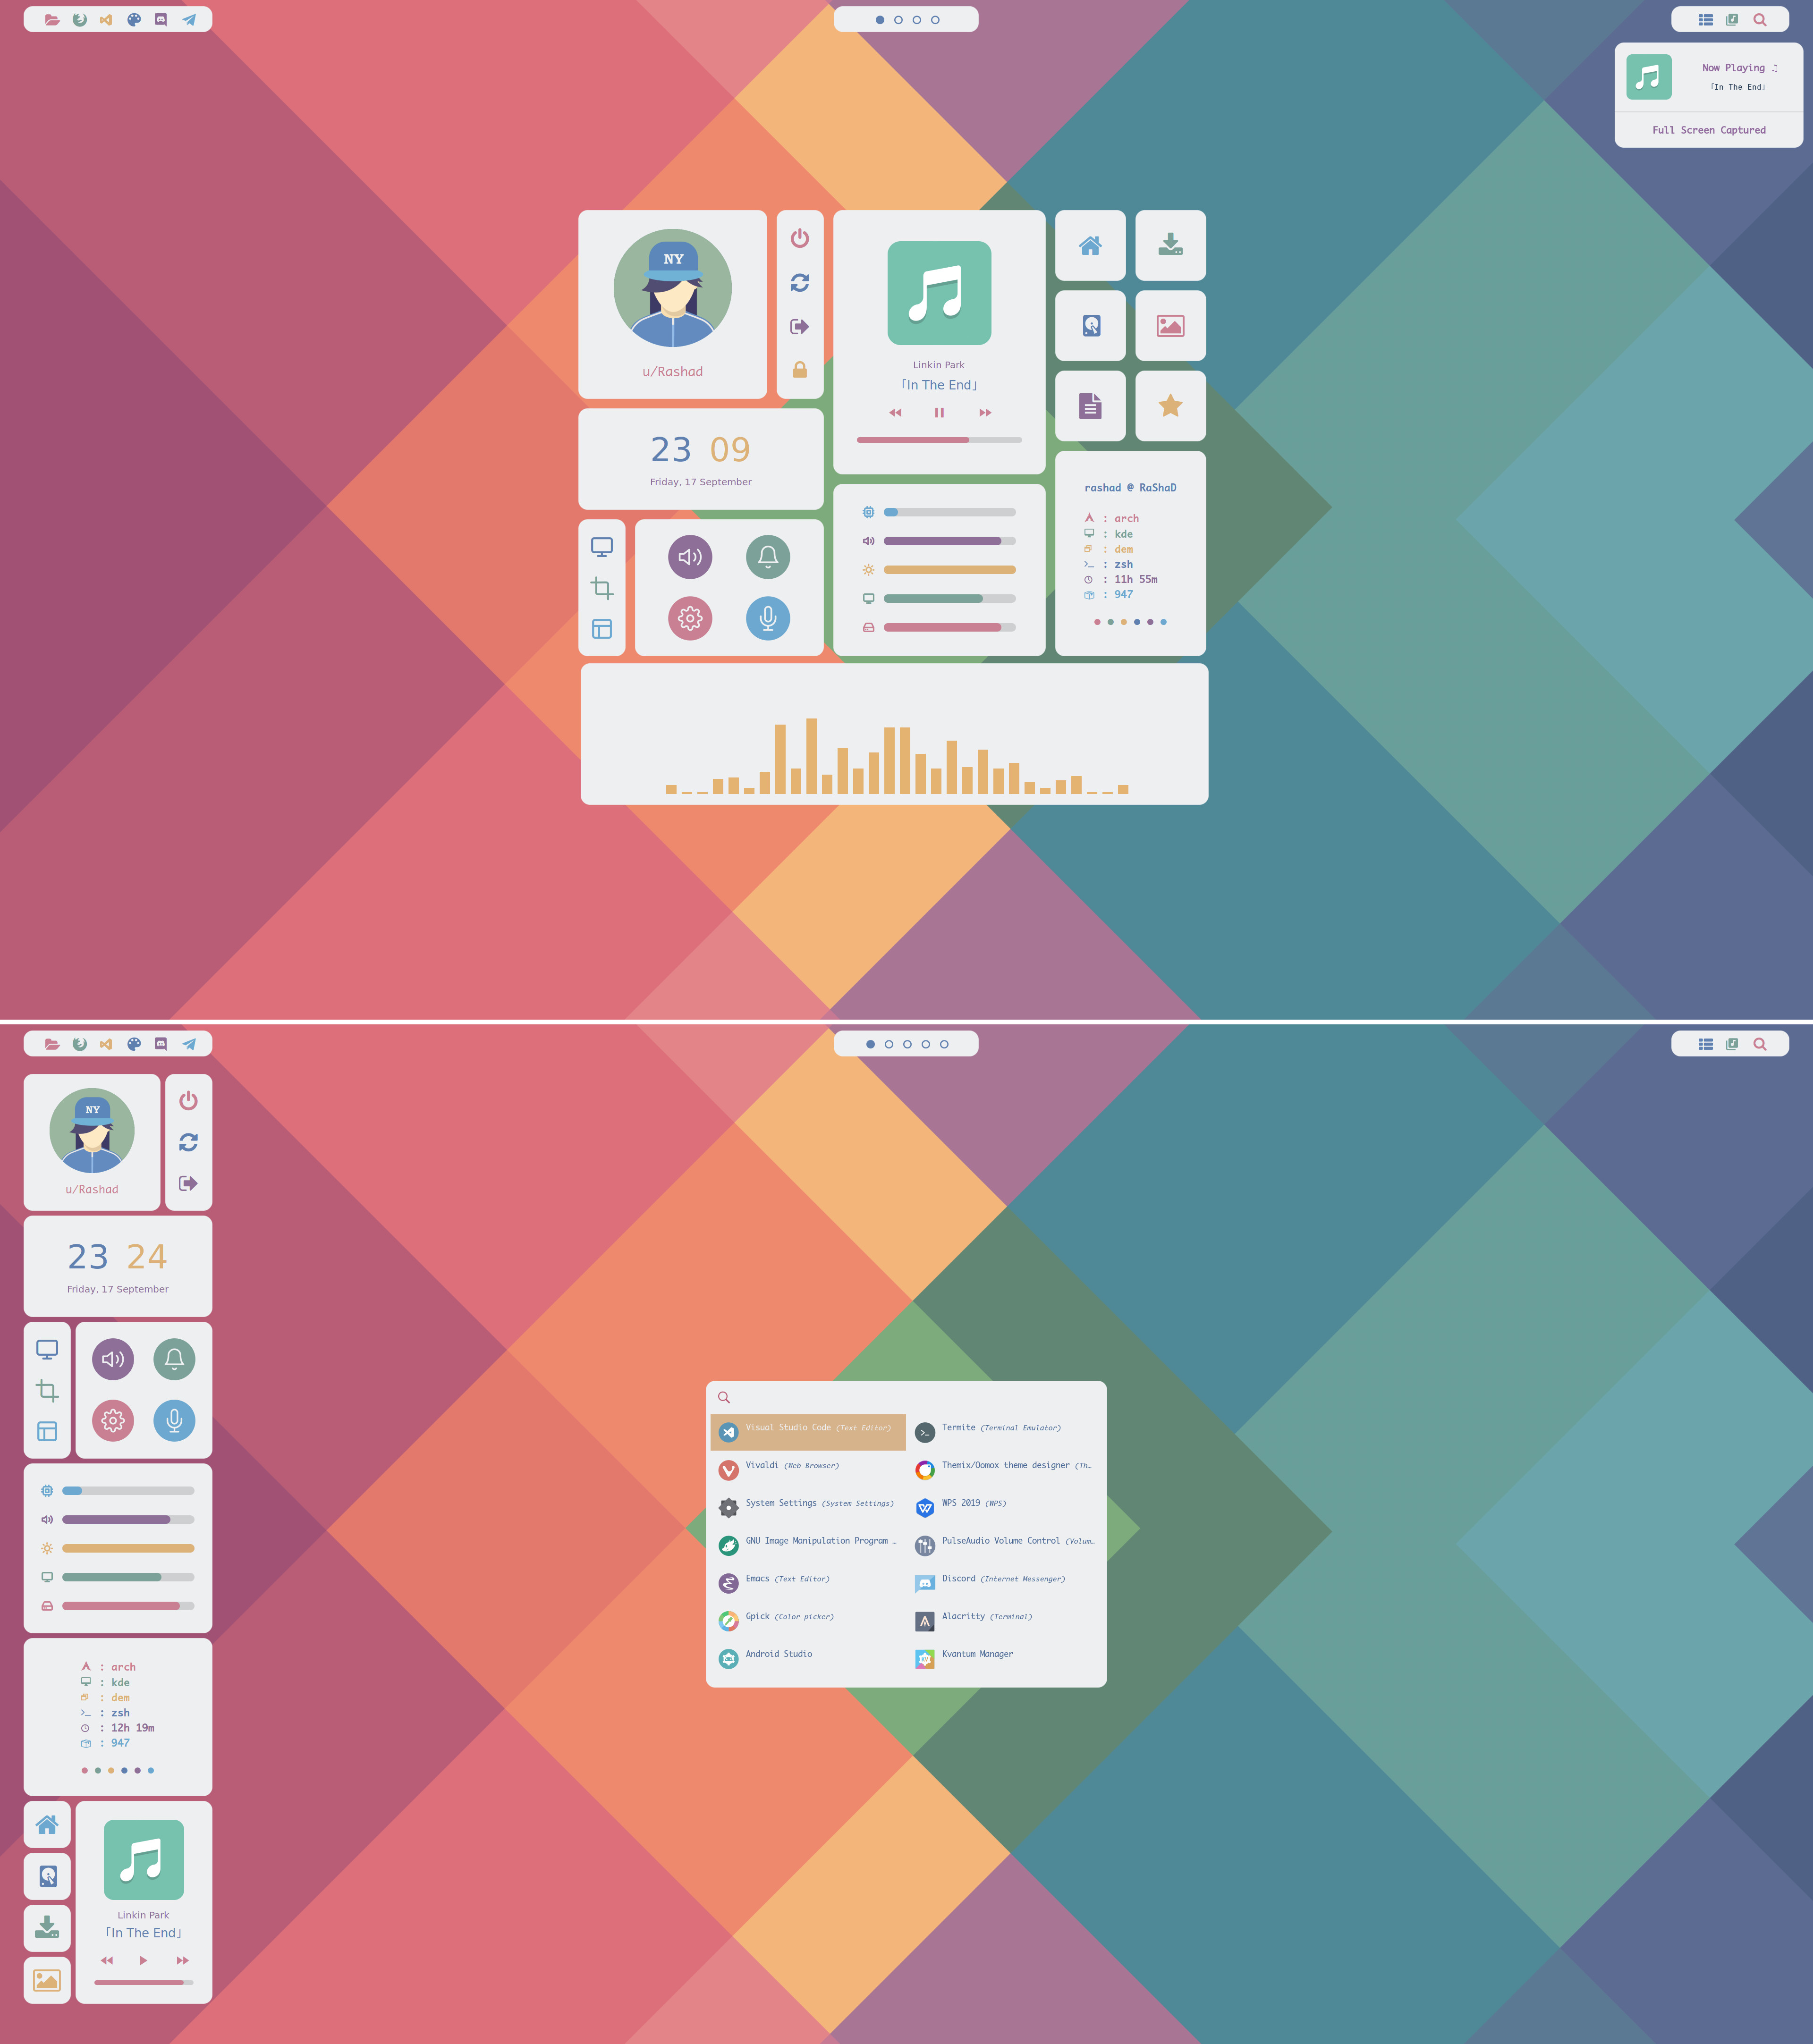 Now Playing ♫
「In The End」
Full Screen Captured
NY
u/Rashad
Linkin Park
「In The End」
23 09
Friday, 17 September
rashad @ RaShaD
: arch
: kde
: dem
: zsh
: 11h 55m
: 947
NY
u/Rashad
23 24
Friday, 17 September
: arch
: kde
: dem
: zsh
: 12h 19m
: 947
Linkin Park
「In The End」
Visual Studio Code (Text Editor)
Termite (Terminal Emulator)
Vivaldi (Web Browser)
Themix/Oomox theme designer (Th…
System Settings (System Settings)
WPS 2019 (WPS)
GNU Image Manipulation Program …
PulseAudio Volume Control (Volum…
Emacs (Text Editor)
Discord (Internet Messenger)
Gpick (Color picker)
Alacritty (Terminal)
Android Studio
Kvantum Manager